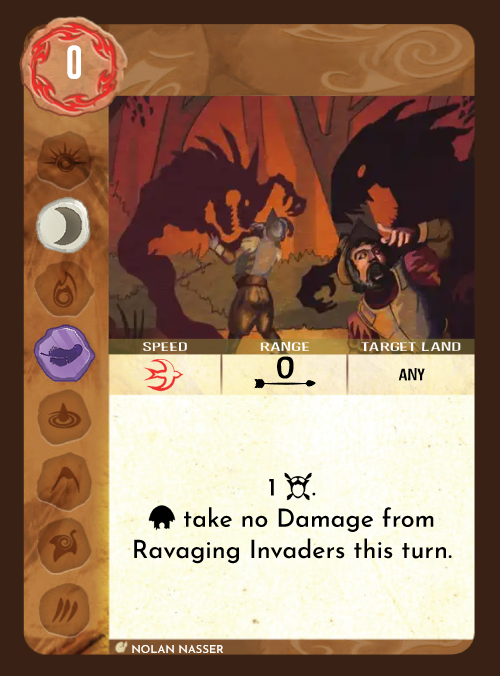 0
SPEED RANGE TARGET LAND
0 ANY
1 .
take no Damage from
Ravaging Invaders this turn.
NOLAN NASSER